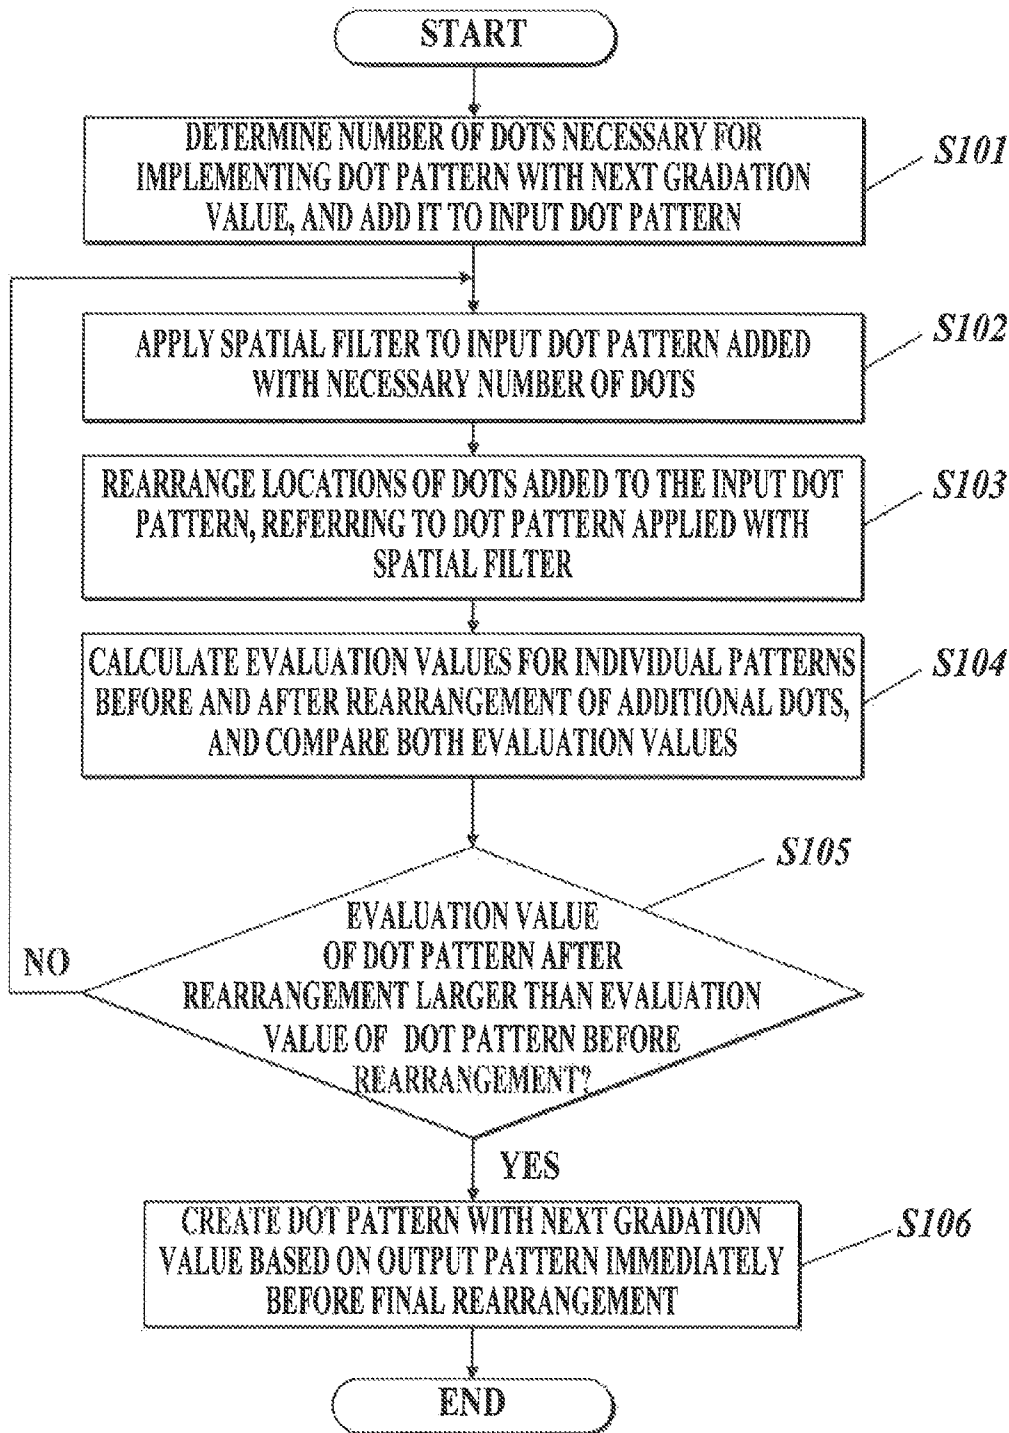 START
DETERMINE NUMBER OF DOTS NECESSARY FOR
IMPLEMENTING DOT PATTERN WITH NEXT GRADATION
VALUE, AND ADD IT TO INPUT DOT PATTERN
S101
APPLY SPATIAL FILTER TO INPUT DOT PATTERN ADDED
WITH NECESSARY NUMBER OF DOTS
S102
REARRANGE LOCATIONS OF DOTS ADDED TO THE INPUT DOT
PATTERN, REFERRING TO DOT PATTERN APPLIED WITH
SPATIAL FILTER
S103
CALCULATE EVALUATION VALUES FOR INDIVIDUAL PATTERNS
BEFORE AND AFTER REARRANGEMENT OF ADDITIONAL DOTS,
AND COMPARE BOTH EVALUATION VALUES
S104
S105
EVALUATION VALUE
OF DOT PATTERN AFTER
REARRANGEMENT LARGER THAN EVALUATION
VALUE OF DOT PATTERN BEFORE
REARRANGEMENT?
NO
YES
CREATE DOT PATTERN WITH NEXT GRADATION
VALUE BASED ON OUTPUT PATTERN IMMEDIATELY
BEFORE FINAL REARRANGEMENT
S106
END